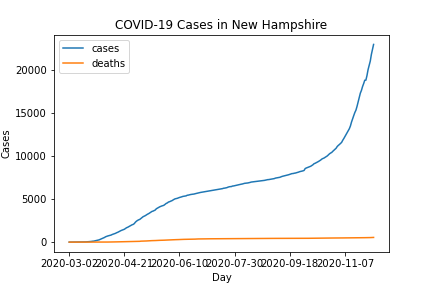 COVID-19 Cases in New Hampshire
cases
deaths
20000
15000
10000
5000
0
Cases
2020-03-02 2020-04-21 2020-06-10 2020-07-30 2020-09-18 2020-11-07
Day